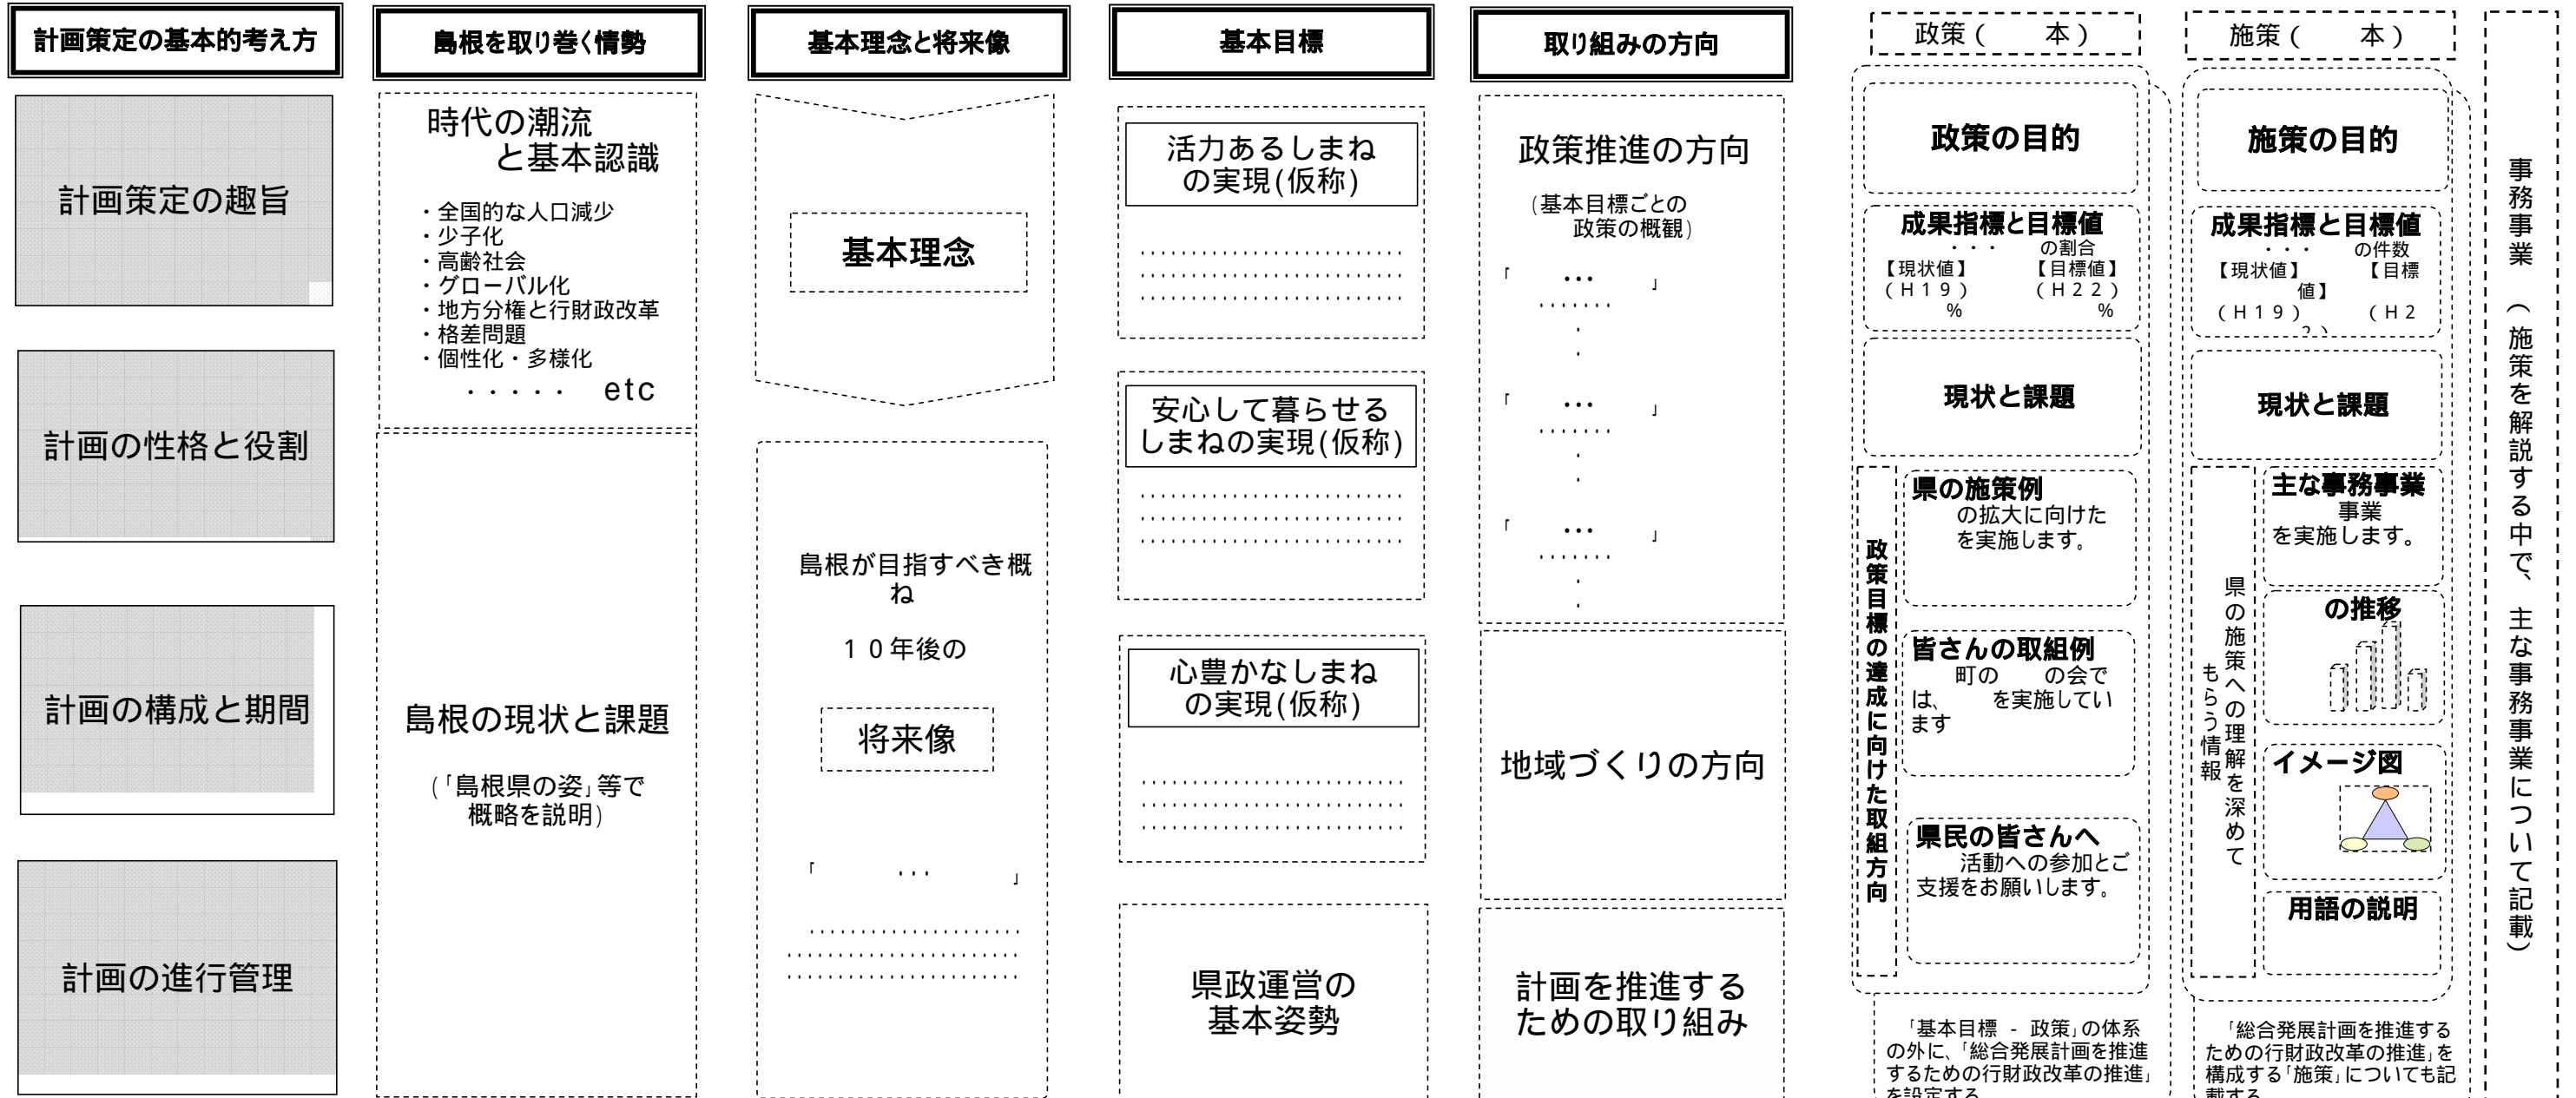 計画策定の基本的考え方
計画策定の趣旨
計画の性格と役割
計画の構成と期間
計画の進行管理
島根を取り巻く情勢
時代の潮流
と基本認識
・全国的な人口減少
・少子化
・高齢社会
・グローバル化
・地方分権と行財政改革
・格差問題
・個性化・多様化
・・・・・ etc
島根の現状と課題
(「島根県の姿」等で
概略を説明)
基本理念と将来像
基本理念
島根が目指すべき概
ね
10年後の
将来像
「 ・・・ 」
基本目標
活力あるしまね
の実現(仮称)
安心して暮らせる
しまねの実現(仮称)
心豊かなしまね
の実現(仮称)
県政運営の
基本姿勢
取り組みの方向
政策推進の方向
(基本目標ごとの
政策の概観)
「 ・・・ 」
・・・・・・・
「 ・・・ 」
・・・・・・・
「 ・・・ 」
・・・・・・・
地域づくりの方向
計画を推進する
ための取り組み
政策( 本)
政策の目的
成果指標と目標値
・・・ の割合
【現状値】 【目標値】
(H19) (H22)
% %
現状と課題
政策目標の達成に向けた取組方向
県の施策例
の拡大に向けた
を実施します。
皆さんの取組例
町の の会で
は、 を実施してい
ます
県民の皆さんへ
活動への参加とご
支援をお願いします。
「基本目標 - 政策」の体系
の外に、「総合発展計画を推進
するための行財政改革の推進」
を設定する
施策( 本)
施策の目的
成果指標と目標値
・・・ の件数
【現状値】 【目標
値】
(H19) (H2
2)
現状と課題
県の施策への理解を深めて
もらう情報
主な事務事業
事業
を実施します。
の推移
イメージ図
用語の説明
「総合発展計画を推進する
ための行財政改革の推進」を
構成する「施策」についても記
載する
事務事業 (施策を解説する中で、主な事務事業について記載)